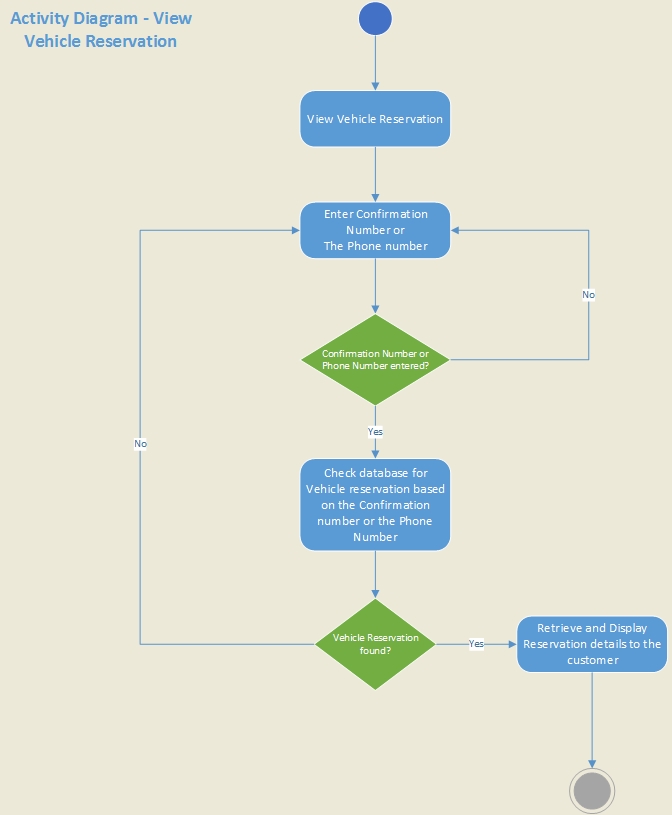 Activity Diagram - View
Vehicle Reservation
View Vehicle Reservation
Enter Confirmation
Number or
The Phone number
No
Confirmation Number or
Phone Number entered?
Yes
No
Check database for
Vehicle reservation based
on the Confirmation
number or the Phone
Number
Vehicle Reservation
found?
Yes
Retrieve and Display
Reservation details to the
customer